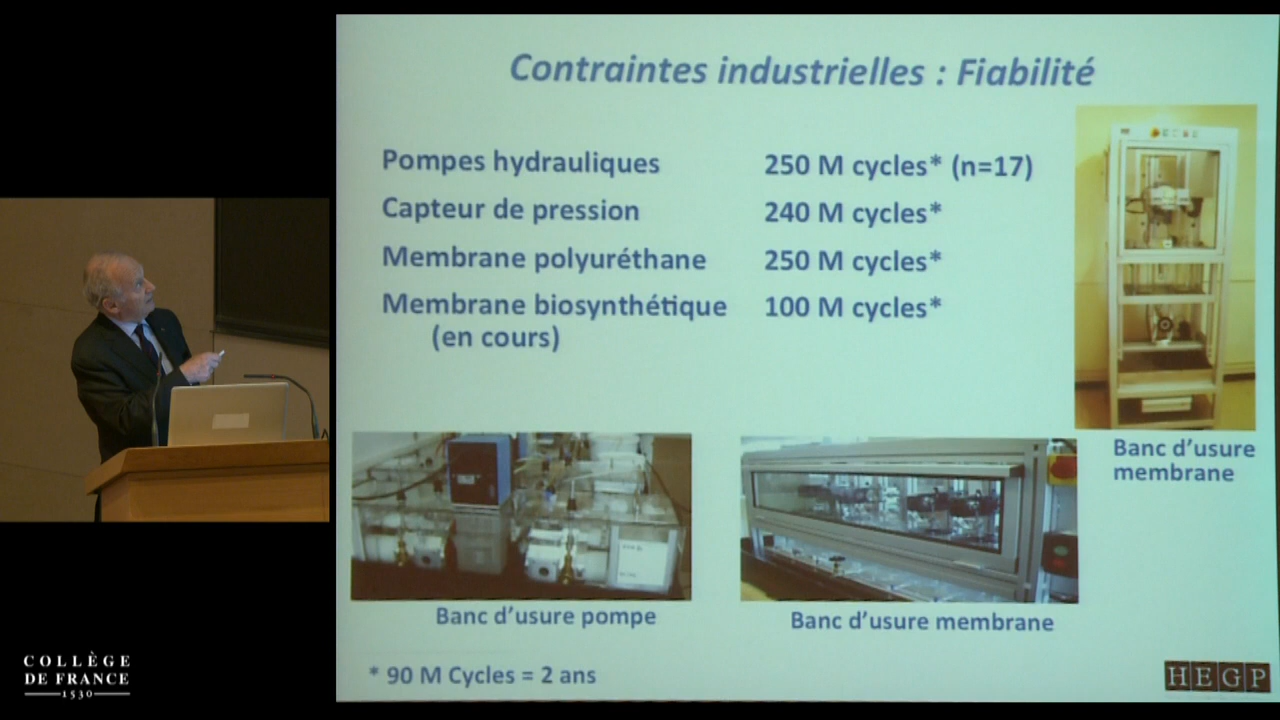 Contraintes industrielles : Fiabilité
Pompes hydrauliques 250 M cycles* (n=17)
Capteur de pression 240 M cycles*
Membrane polyuréthane 250 M cycles*
Membrane biosynthétique 100 M cycles*
(en cours)
Banc d’usure
membrane
Banc d’usure pompe
Banc d’usure membrane
* 90 M Cycles = 2 ans
HEGP
COLLÈGE
DE FRANCE
1530